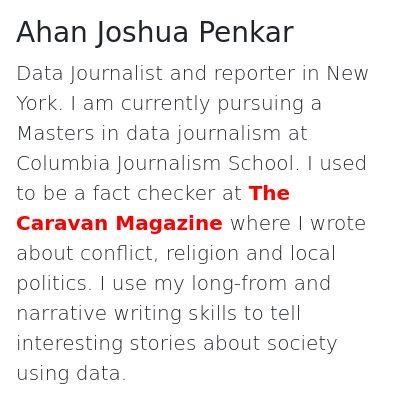 Ahan Joshua Penkar
Data Journalist and reporter in New
York. I am currently pursuing a
Masters in data journalism at
Columbia Journalism School. I used
to be a fact checker at The
Caravan Magazine where I wrote
about conflict, religion and local
politics. I use my long-from and
narrative writing skills to tell
interesting stories about society
using data.